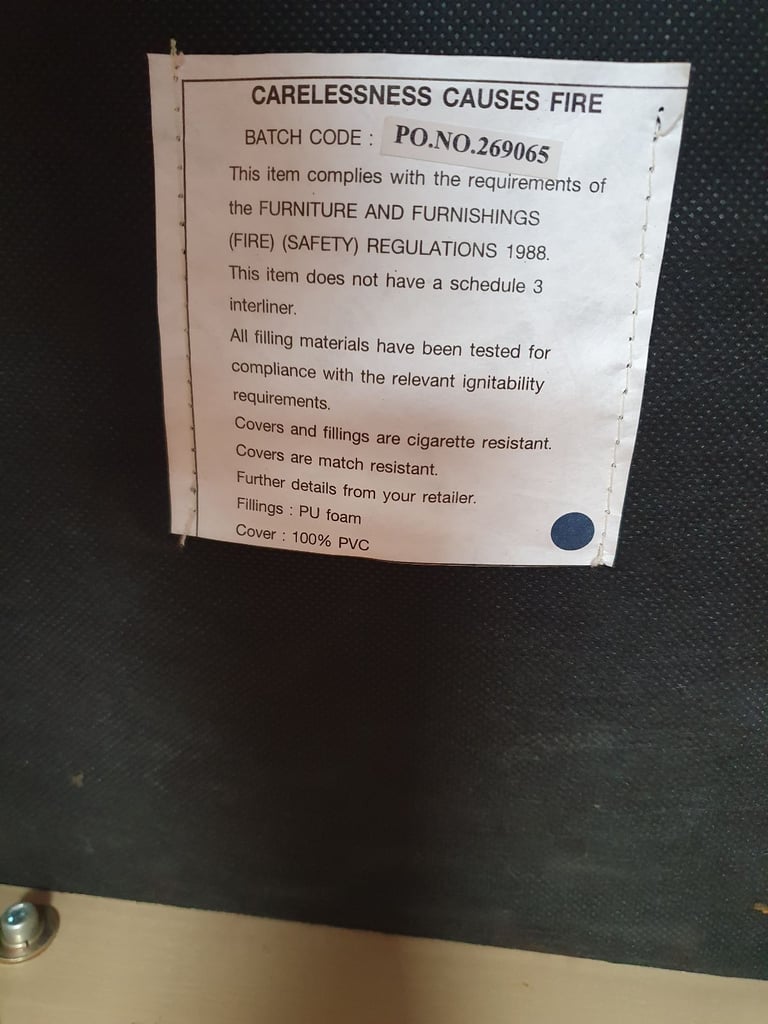 CARELESSNESS CAUSES FIRE
BATCH CODE : PO.NO.269065
This item complies with the requirements of
the FURNITURE AND FURNISHINGS
(FIRE) (SAFETY) REGULATIONS 1988.
This item does not have a schedule 3
interliner.
All filling materials have been tested for
compliance with the relevant ignitability
requirements.
Covers and fillings are cigarette resistant.
Covers are match resistant.
Further details from your retailer.
Fillings : PU foam
Cover : 100% PVC